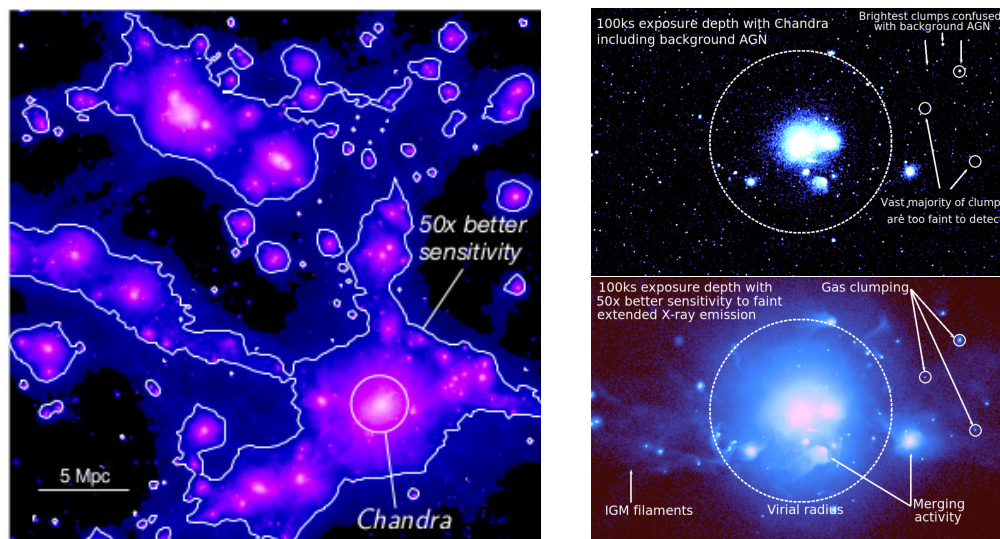 50x better
sensitivity
5 Mpc
Chandra
100ks exposure depth with Chandra
including background AGN
Brightest clumps confused
with background AGN
Vast majority of clump
are too faint to detec
100ks exposure depth with
50x better sensitivity to faint
extended X-ray emission
Gas clumping
IGM filaments
Virial radius
Merging
activity